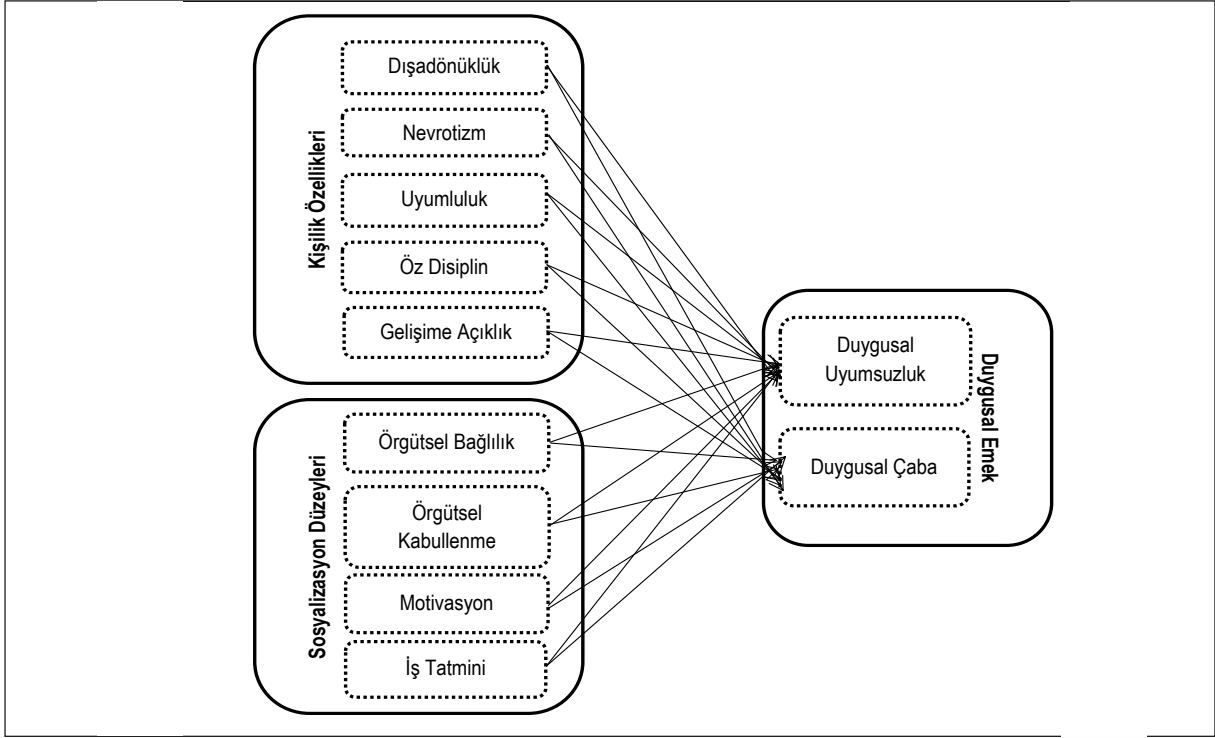 Kişilik Özellikleri
Dışadönüklük
Nevrotizm
Uyumluluk
Öz Disiplin
Gelişime Açıklık
Sosyalizasyon Düzeyleri
Örgütsel Bağlılık
Örgütsel
Kabullenme
Motivasyon
İş Tatmini
Duygusal
Uyumsuzluk
Duygusal Çaba
Duygusal Emek